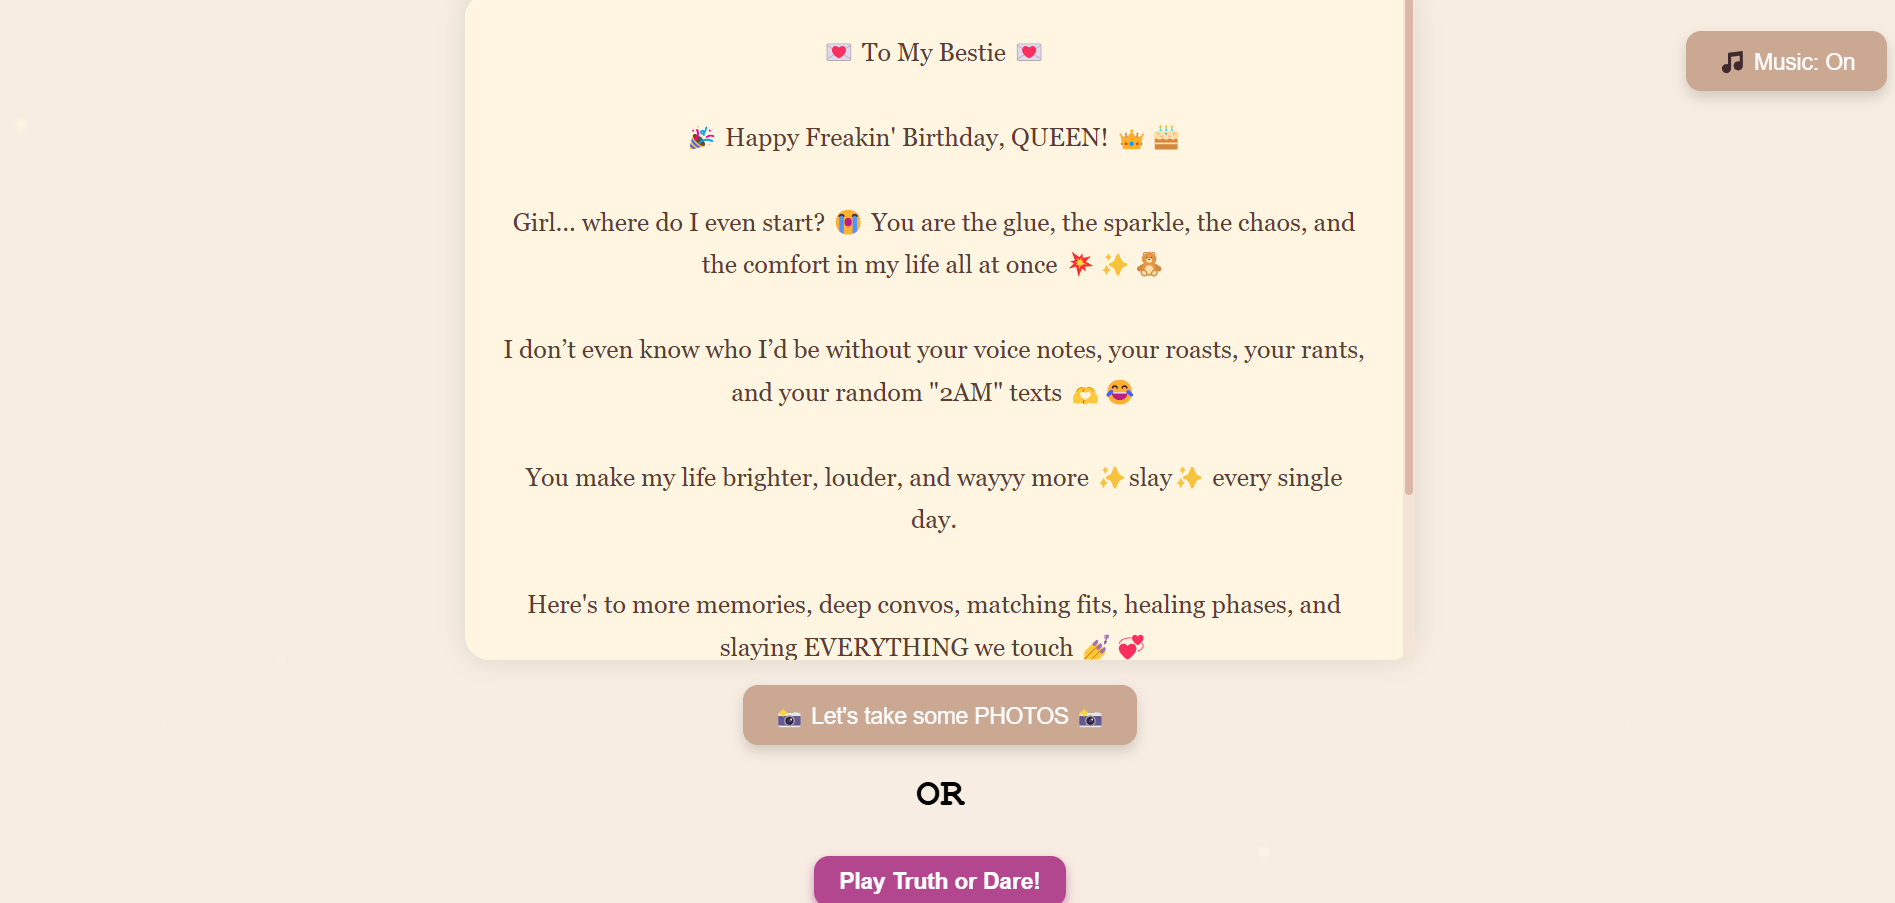 💌 To My Bestie 💌
🎵 Music: On
🎉 Happy Freakin' Birthday, QUEEN! 👑 🎂
Girl... where do I even start? 😭 You are the glue, the sparkle, the chaos, and
the comfort in my life all at once 💥 ✨ 🧸
I don’t even know who I’d be without your voice notes, your roasts, your rants,
and your random "2AM" texts 🫶 😂
You make my life brighter, louder, and wayyy more ✨slay✨ every single
day.
Here's to more memories, deep convos, matching fits, healing phases, and
slaying EVERYTHING we touch 💅 💞
📸 Let's take some PHOTOS 📸
OR
Play Truth or Dare!